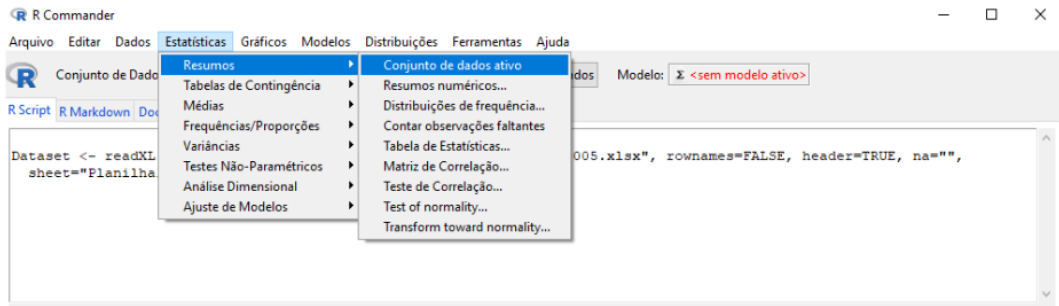 R Commander
Arquivo Editar Dados Estatísticas Gráficos Modelos Distribuições Ferramentas Ajuda
R Conjunto de Dado dos Modelo: Σ <sem modelo ativo>
R Script R Markdown Doc
Resumos
Tabelas de Contingência
Médias
Frequências/Proporções
Variâncias
Testes Não-Paramétricos
Análise Dimensional
Ajuste de Modelos
Conjunto de dados ativo
Resumos numéricos...
Distribuições de frequência...
Contar observações faltantes
Tabela de Estatísticas...
Matriz de Correlação...
Teste de Correlação...
Test of normality...
Transform toward normality...
Dataset <- readXL 005.xlsx", rownames=FALSE, header=TRUE, na="",
sheet="Planilha